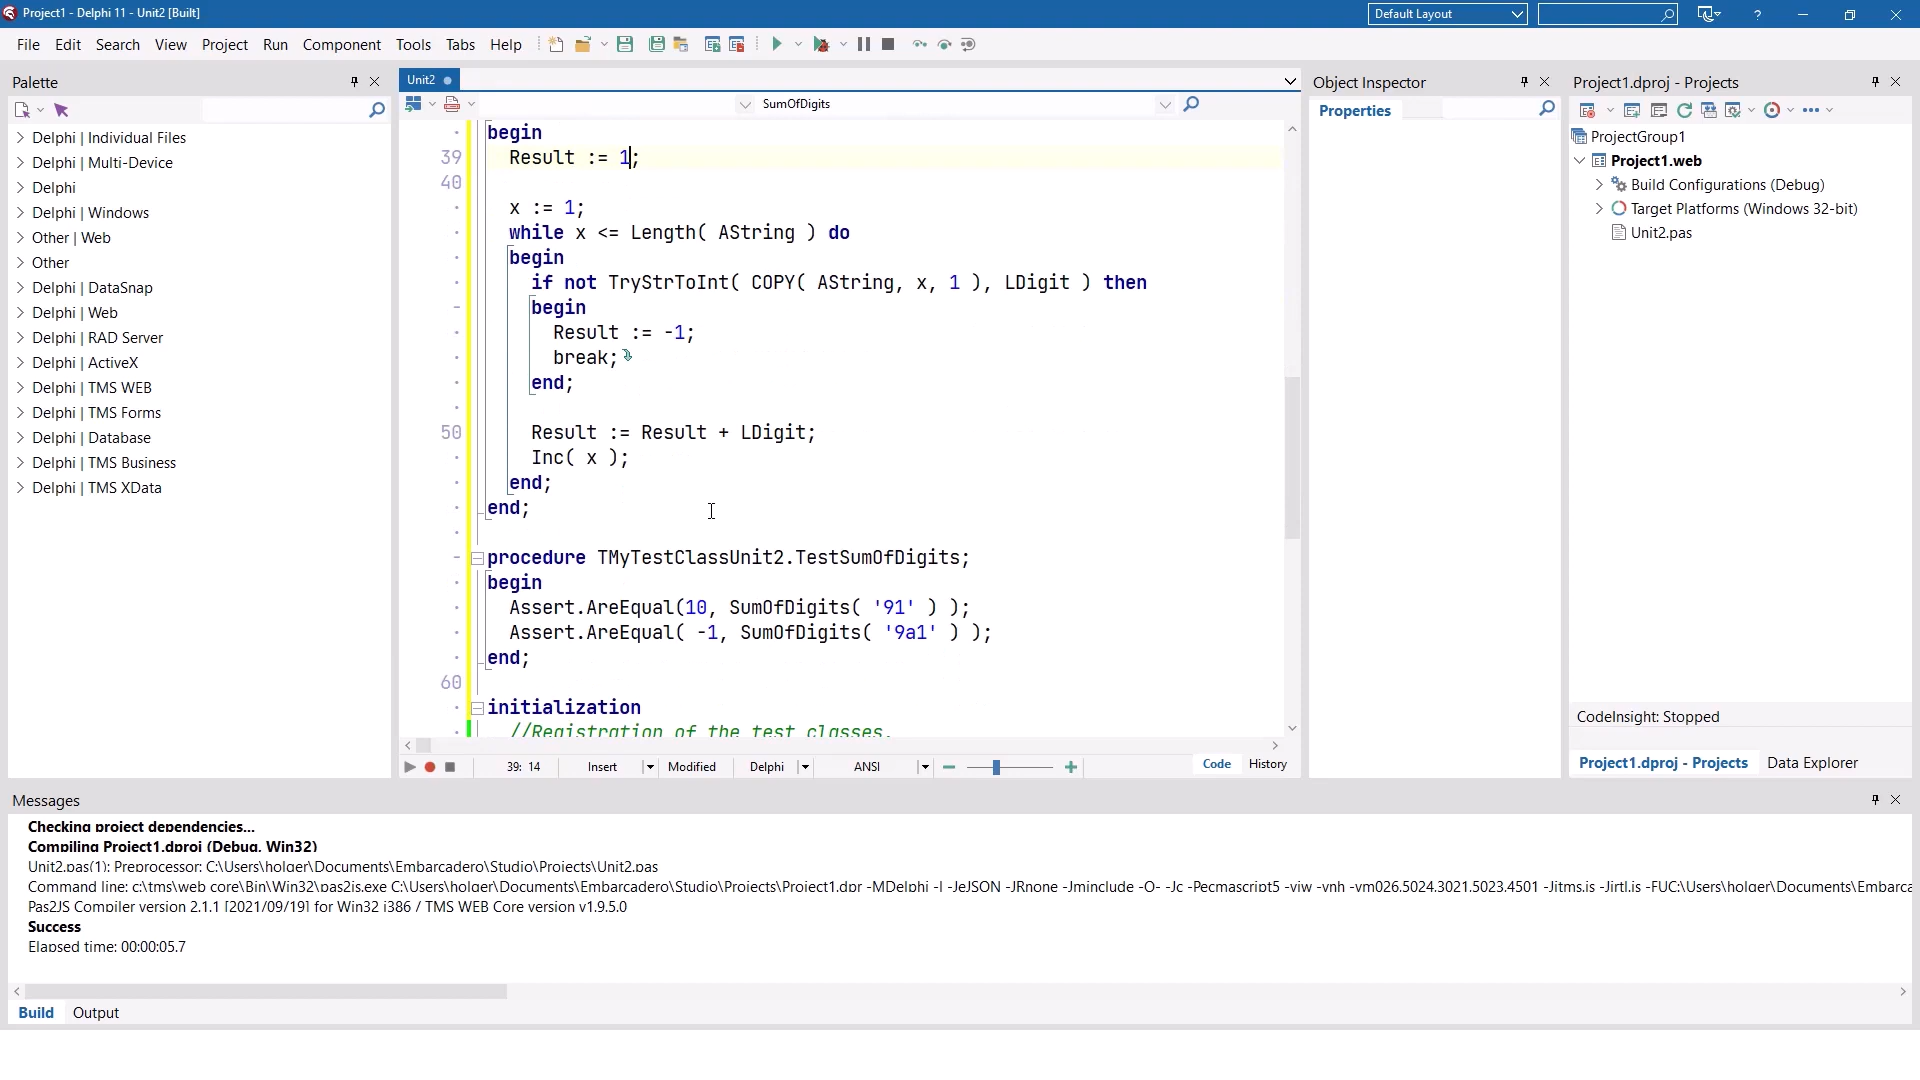 Project1 - Delphi 11 - Unit2 [Built]
Default Layout
?
File Edit Search View Project Run Component Tools Tabs Help
Palette
Delphi | Individual Files
Delphi | Multi-Device
Delphi
Delphi | Windows
Other | Web
Other
Delphi | DataSnap
Delphi | Web
Delphi | RAD Server
Delphi | ActiveX
Delphi | TMS WEB
Delphi | TMS Forms
Delphi | Database
Delphi | TMS Business
Delphi | TMS XData
Unit2
SumOfDigits
begin
39 Result := 1;
40
x := 1;
while x <= Length( AString ) do
begin
if not TryStrToInt( COPY( AString, x, 1 ), LDigit ) then
begin
Result := -1;
break;
end;
50 Result := Result + LDigit;
Inc( x );
end;
end;
procedure TMyTestClassUnit2.TestSumOfDigits;
begin
Assert.AreEqual(10, SumOfDigits( '91' ) );
Assert.AreEqual( -1, SumOfDigits( '9a1' ) );
end;
60
initialization
//Registration of the test classes.
39: 14 Insert Modified Delphi ANSI Code History
Object Inspector
Properties
Project1.dproj - Projects
ProjectGroup1
Project1.web
Build Configurations (Debug)
Target Platforms (Windows 32-bit)
Unit2.pas
CodeInsight: Stopped
Project1.dproj - Projects Data Explorer
Messages
Checking project dependencies...
Compiling Project1.dproj (Debug, Win32)
Unit2.pas(1): Preprocessor: C:\Users\holger\Documents\Embarcadero\Studio\Projects\Unit2.pas
Command line: c:\tms\web core\Bin\Win32\pas2js.exe C:\Users\holger\Documents\Embarcadero\Studio\Projects\Project1.dpr -MDelphi -l -JeJSON -JRnone -Jminclude -O- -Jc -Pecmascript5 -viw -vnh -vm026.5024.3021.5023.4501 -Jitms.js -Jirtl.js -FUC:\Users\holger\Documents\Embarc
Pas2JS Compiler version 2.1.1 [2021/09/19] for Win32 i386 / TMS WEB Core version v1.9.5.0
Success
Elapsed time: 00:00:05.7
Build Output